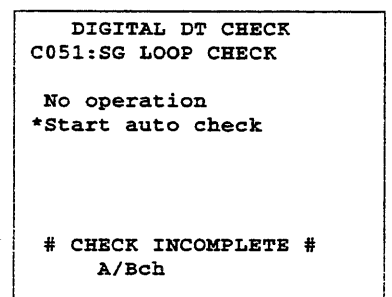 DIGITAL DT CHECK
C051:SG LOOP CHECK
No operation
*Start auto check
# CHECK INCOMPLETE #
A/Bch